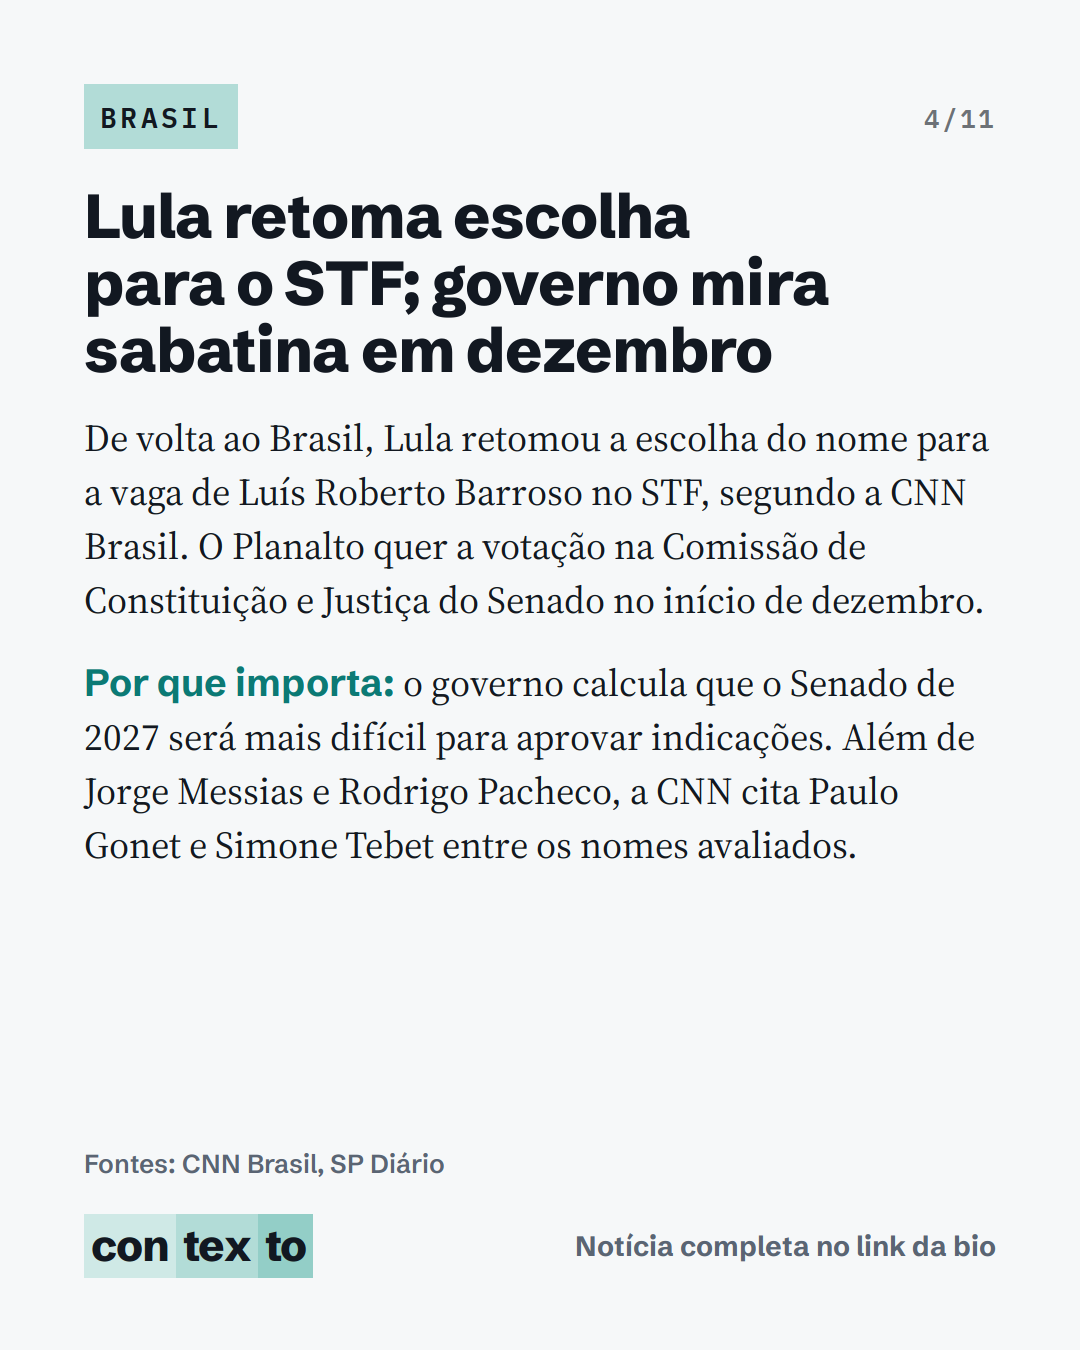 BRASIL
4/11
Lula retoma escolha
para o STF; governo mira
sabatina em dezembro
De volta ao Brasil, Lula retomou a escolha do nome para
a vaga de Luís Roberto Barroso no STF, segundo a CNN
Brasil. O Planalto quer a votação na Comissão de
Constituição e Justiça do Senado no início de dezembro.
Por que importa: o governo calcula que o Senado de
2027 será mais difícil para aprovar indicações. Além de
Jorge Messias e Rodrigo Pacheco, a CNN cita Paulo
Gonet e Simone Tebet entre os nomes avaliados.
Fontes: CNN Brasil, SP Diário
contexto
Notícia completa no link da bio